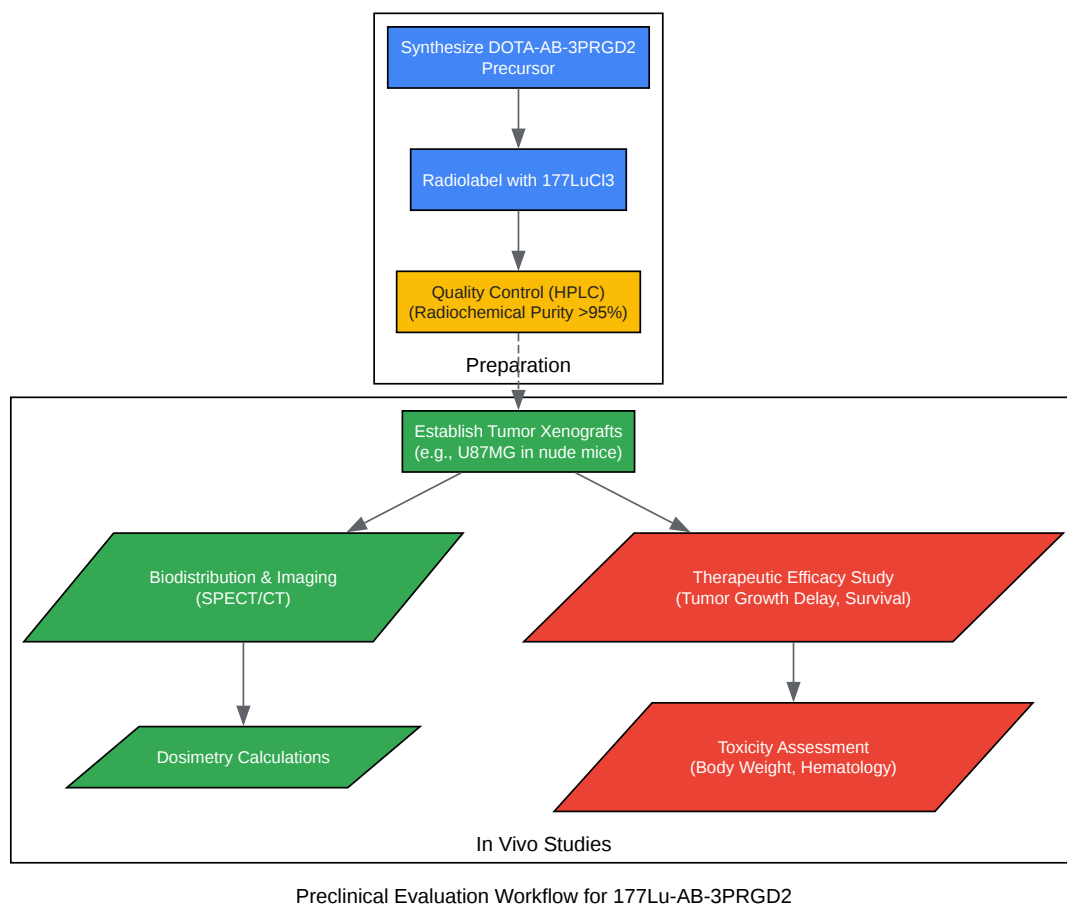 Synthesize DOTA-AB-3PRGD2
Precursor
Radiolabel with 177LuCl3
Quality Control (HPLC)
(Radiochemical Purity >95%)
Preparation
Establish Tumor Xenografts
(e.g., U87MG in nude mice)
Biodistribution & Imaging
(SPECT/CT)
Therapeutic Efficacy Study
(Tumor Growth Delay, Survival)
Dosimetry Calculations
Toxicity Assessment
(Body Weight, Hematology)
In Vivo Studies
Preclinical Evaluation Workflow for 177Lu-AB-3PRGD2